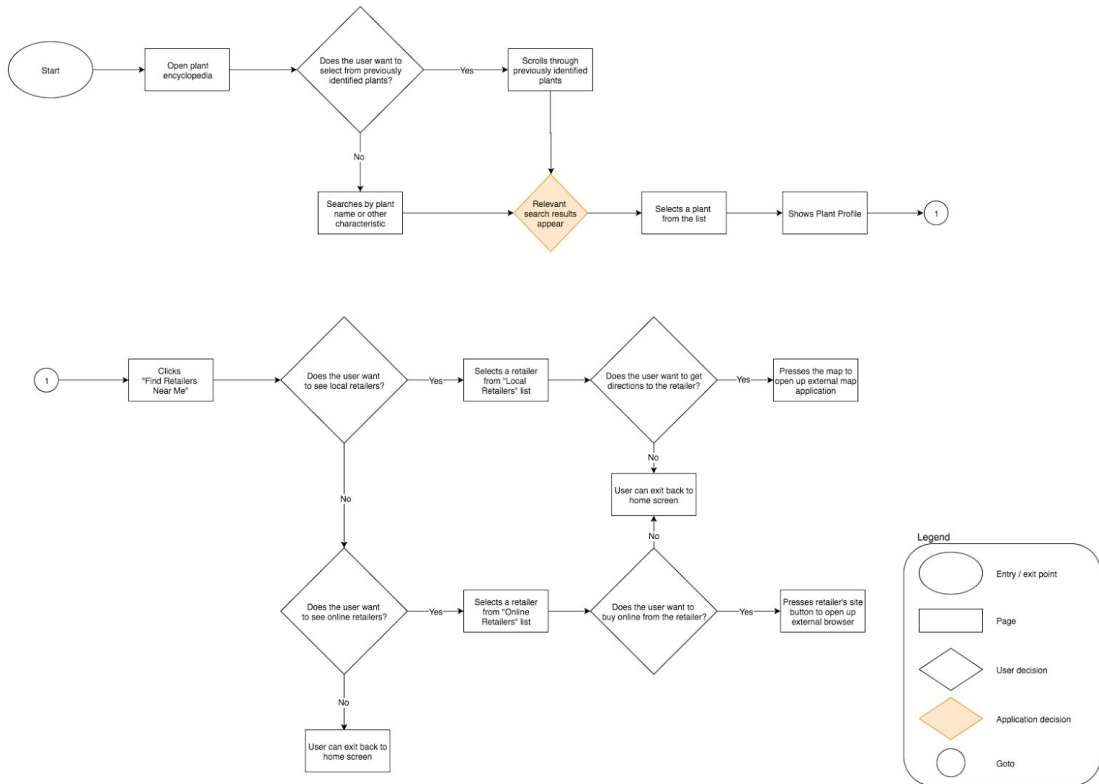 Start
Open plant
encyclopedia
Does the user want to
select from previously
identified plants?
Yes
Scrolls through
previously identified
plants
No
Searches by plant
name or other
characteristic
Relevant
search results
appear
Selects a plant
from the list
Shows Plant Profile
1
1
Clicks
"Find Retailers
Near Me"
Does the user want
to see local retailers?
Yes
Selects a retailer
from "Local
Retailers" list
Does the user want to get
directions to the retailer?
Yes
Presses the map to
open up external map
application
No
User can exit back to
home screen
No
No
Does the user want
to see online retailers?
Yes
Selects a retailer
from "Online
Retailers" list
Does the user want to
buy online from the retailer?
Yes
Presses retailer's site
button to open up
external browser
No
User can exit back to
home screen
Legend
Entry / exit point
Page
User decision
Application decision
Goto